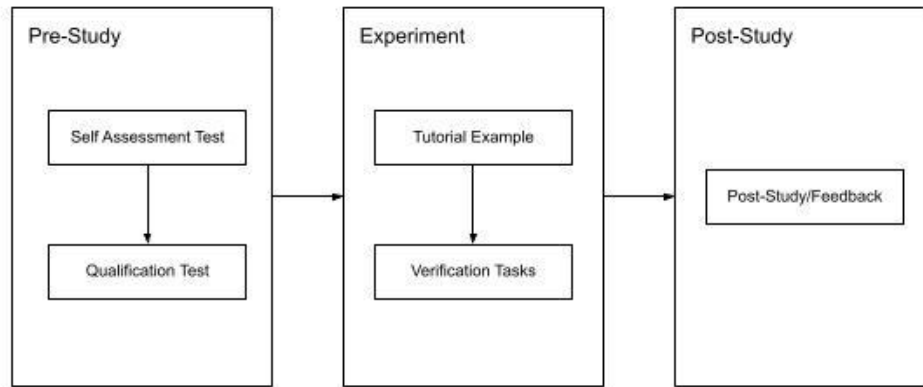 Pre-Study
Self Assessment Test
Qualification Test
Experiment
Tutorial Example
Verification Tasks
Post-Study
Post-Study/Feedback